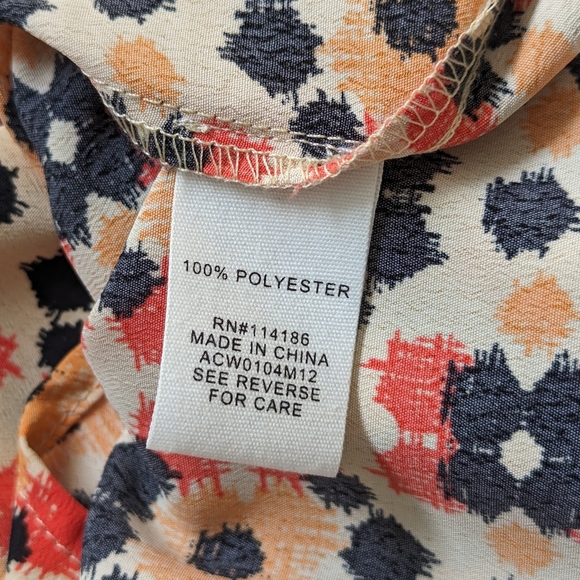 100% POLYESTER
RN#114186
MADE IN CHINA
ACW0104M12
SEE REVERSE
FOR CARE